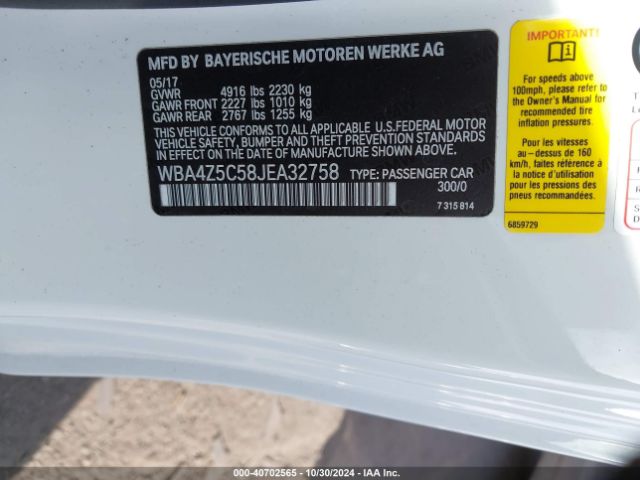 MFD BY BAYERISCHE MOTOREN WERKE AG
05/17
GVWR 4916 lbs 2230 kg
GAWR FRONT 2227 lbs 1010 kg
GAWR REAR 2767 lbs 1255 kg
THIS VEHICLE CONFORMS TO ALL APPLICABLE U.S.FEDERAL MOTOR
VEHICLE SAFETY, BUMPER AND THEFT PREVENTION STANDARDS
IN EFFECT ON THE DATE OF MANUFACTURE SHOWN ABOVE.
WBA4Z5C58JEA32758 TYPE: PASSENGER CAR
300/0
7 315 814
IMPORTANT!
For speeds above
100mph, please refer to
the Owner's Manual for
recommended tire
inflation pressures.
Pour les vitesses
au-dessus de 160
km/h, faites référence
au livret d'utilisation
pour les pressions de
pneus recommandées.
6859729
000-40702565 • 10/30/2024 • IAA Inc.